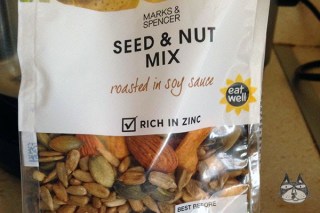 MARKS &
SPENCER
SEED & NUT
MIX
roasted in soy sauce
eat
well
RICH IN ZINC
BEST BEFORE